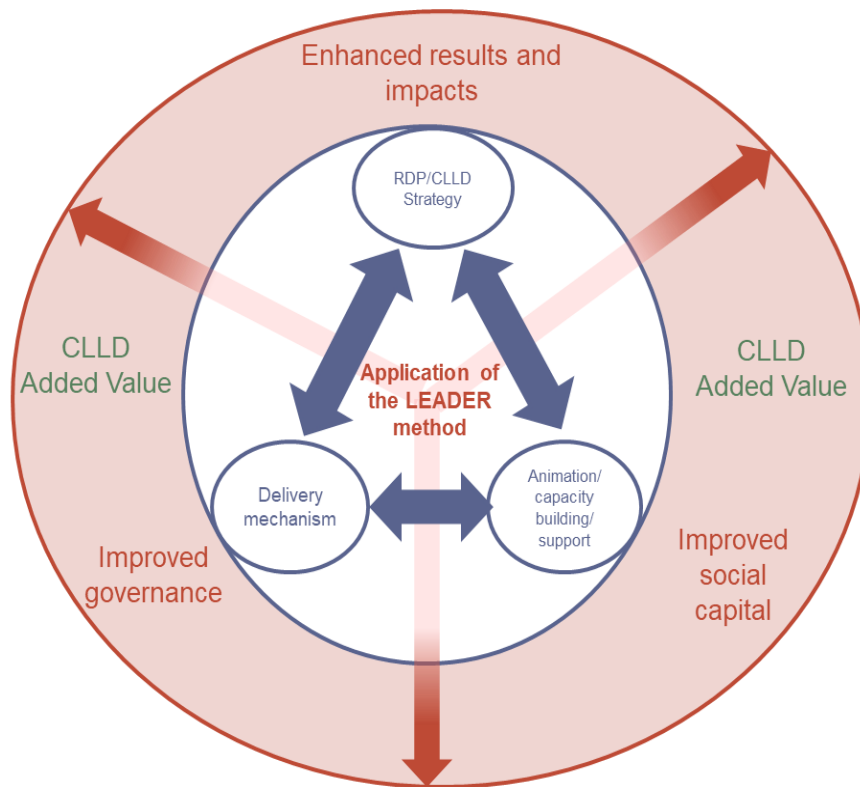 Enhanced results and
impacts
RDP/CLLD
Strategy
CLLD
Added Value
CLLD
Added Value
Application of
the LEADER
method
Delivery
mechanism
Animation/
capacity
building/
support
Improved
governance
Improved
social
capital